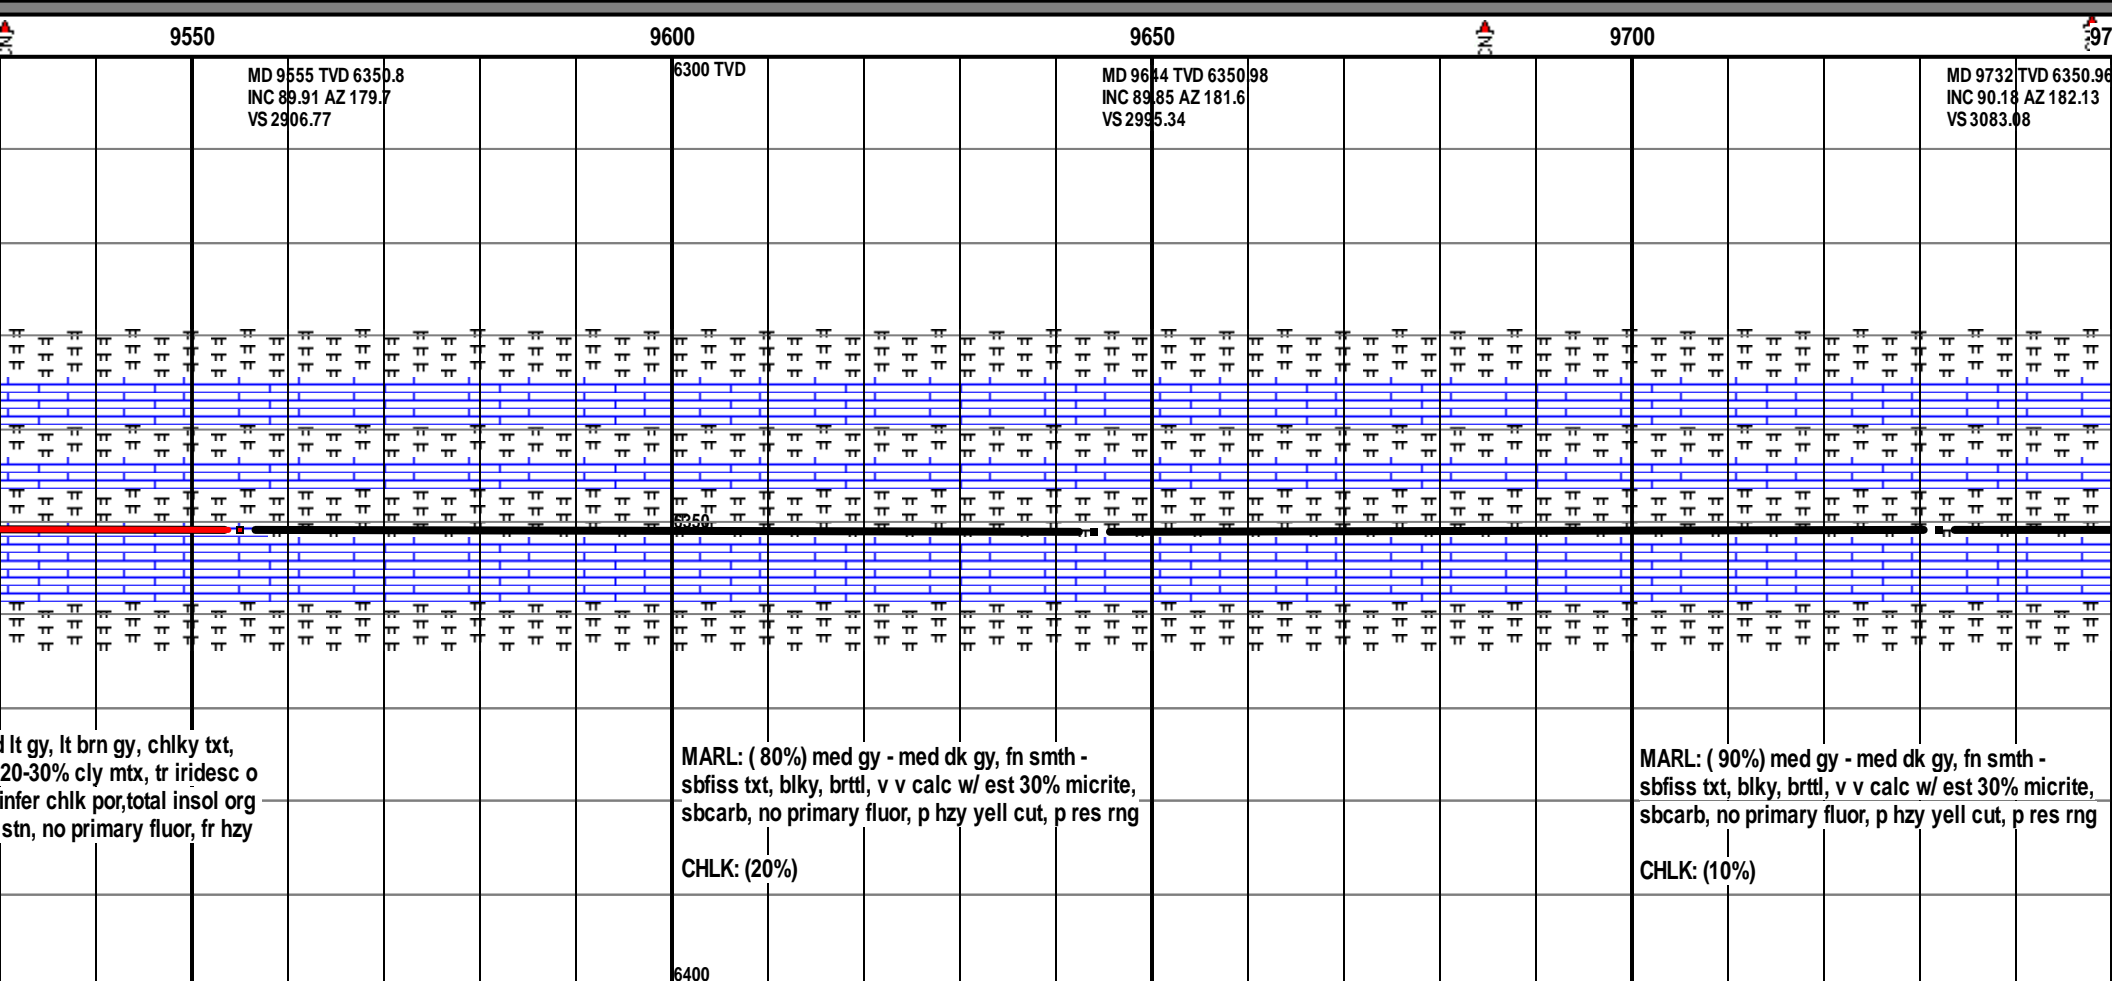 9550
9600
9650
9700
97
CN
CN
MD 9555 TVD 6350.8
INC 89.91 AZ 179.7
VS 2906.77
6300 TVD
MD 9644 TVD 6350.98
INC 89.85 AZ 181.6
VS 2995.34
MD 9732 TVD 6350.96
INC 90.18 AZ 182.13
VS 3083.08
6350
lt gy, lt brn gy, chlky txt,
20-30% cly mtx, tr iridesc o
infer chlk por,total insol org
stn, no primary fluor, fr hzy
MARL: ( 80%) med gy - med dk gy, fn smth -
sbfiss txt, blky, brttl, v v calc w/ est 30% micrite,
sbcarb, no primary fluor, p hzy yell cut, p res rng
CHLK: (20%)
MARL: ( 90%) med gy - med dk gy, fn smth -
sbfiss txt, blky, brttl, v v calc w/ est 30% micrite,
sbcarb, no primary fluor, p hzy yell cut, p res rng
CHLK: (10%)
6400